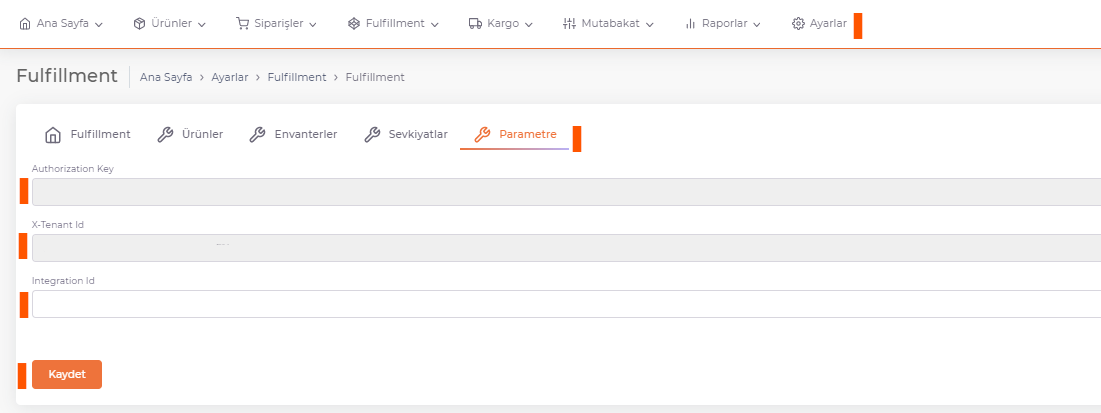 Ana Sayfa Ürünler Siparişler Fulfillment Kargo Mutabakat Raporlar Ayarlar
Fulfillment Ana Sayfa > Ayarlar > Fulfillment > Fulfillment
Fulfillment Ürünler Envanterler Sevkiyatlar Parametre
Authorization Key
X-Tenant Id
Integration Id
Kaydet